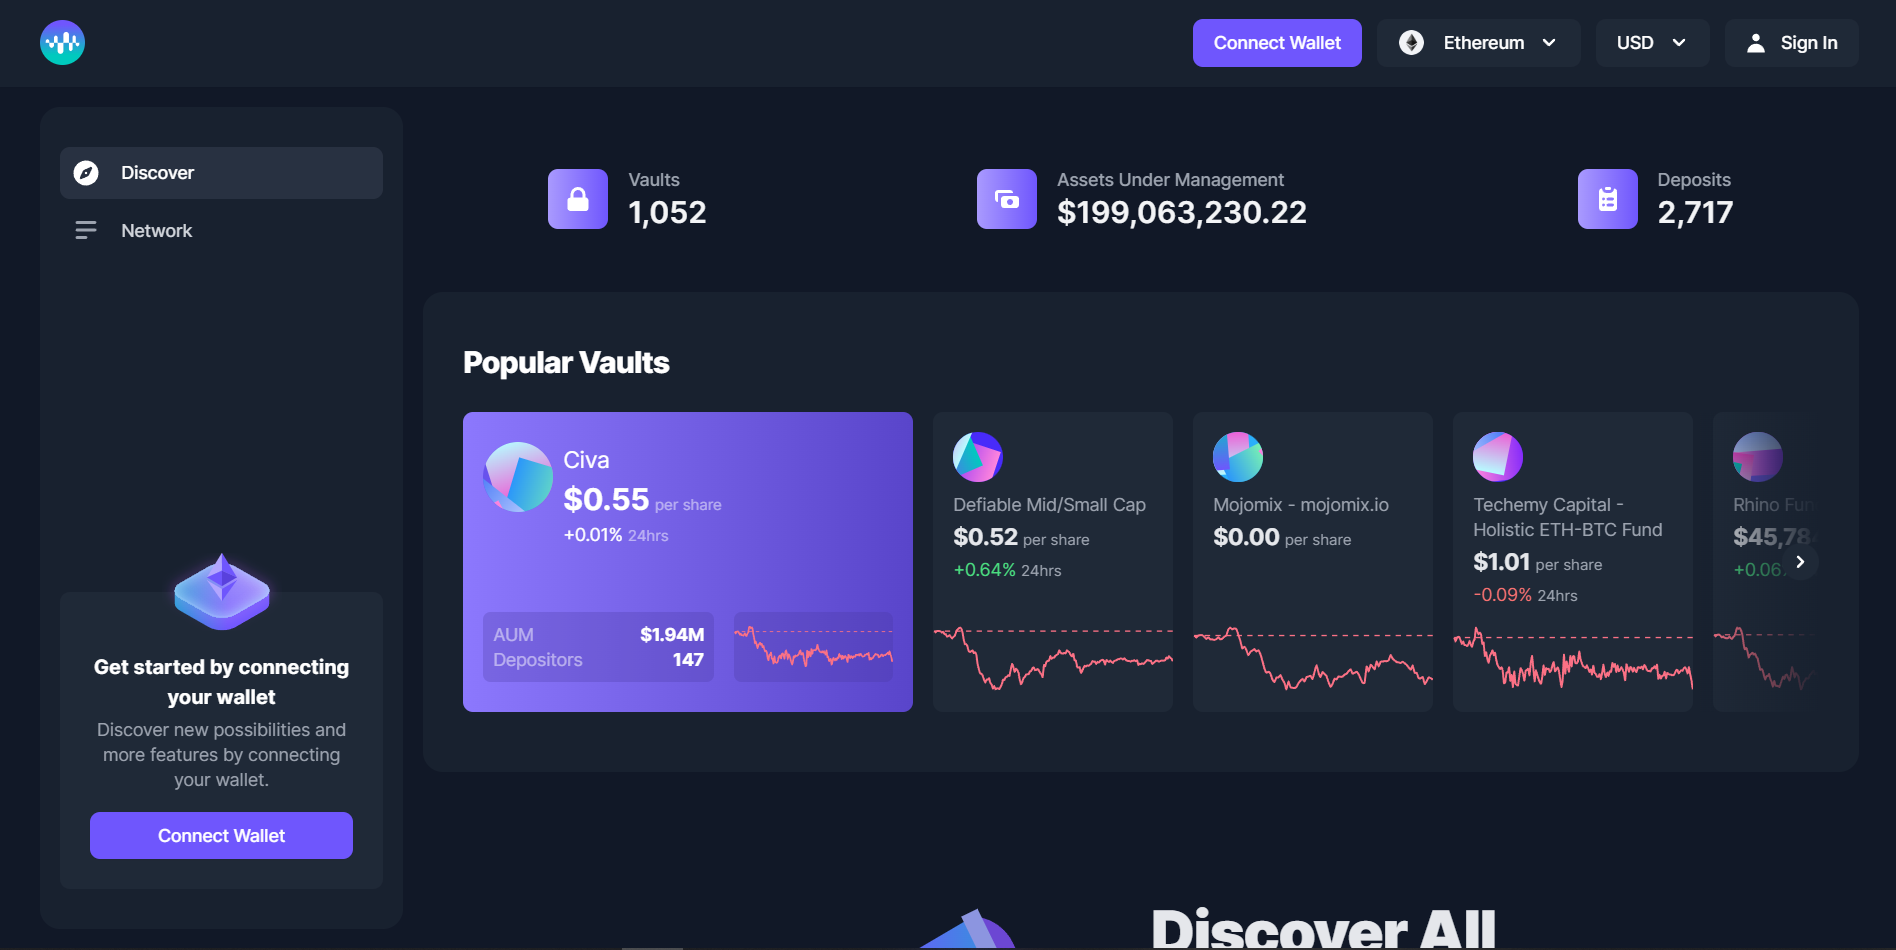 Connect Wallet
Ethereum
USD
Sign In
Discover
Network
Vaults
1,052
Assets Under Management
$199,063,230.22
Deposits
2,717
Popular Vaults
Civa
$0.55 per share
+0.01% 24hrs
AUM $1.94M
Depositors 147
Defiable Mid/Small Cap
$0.52 per share
+0.64% 24hrs
Mojomix - mojomix.io
$0.00 per share
Techemy Capital -
Holistic ETH-BTC Fund
$1.01 per share
-0.09% 24hrs
Rhino
$45,78
+0.06
Get started by connecting
your wallet
Discover new possibilities and
more features by connecting
your wallet.
Connect Wallet
Discover All